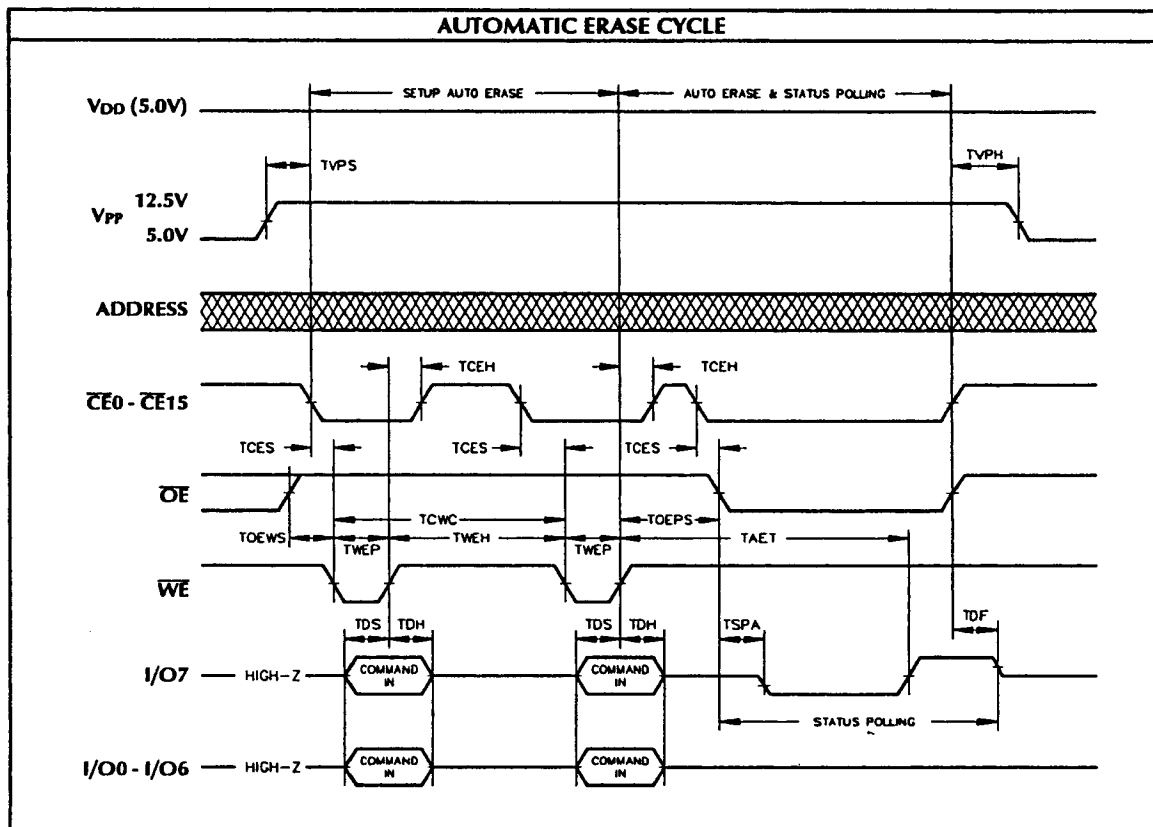 AUTOMATIC ERASE CYCLE
SETUP AUTO ERASE
AUTO ERASE & STATUS POLLING
VDD (5.0V)
TVPS
TVPH
12.5V
VPP
5.0V
ADDRESS
TCEH
TCEH
CE0 - CE15
TCES
TCES
TCES
OE
TCWC
TOEPS
TOEWS
TWEP
TWEH
TWEP
TAET
WE
TDS
TDH
TDS
TDH
TSPA
TDF
I/O7
HIGH-Z
COMMAND
IN
COMMAND
IN
STATUS POLLING
I/O0 - I/O6
HIGH-Z
COMMAND
IN
COMMAND
IN